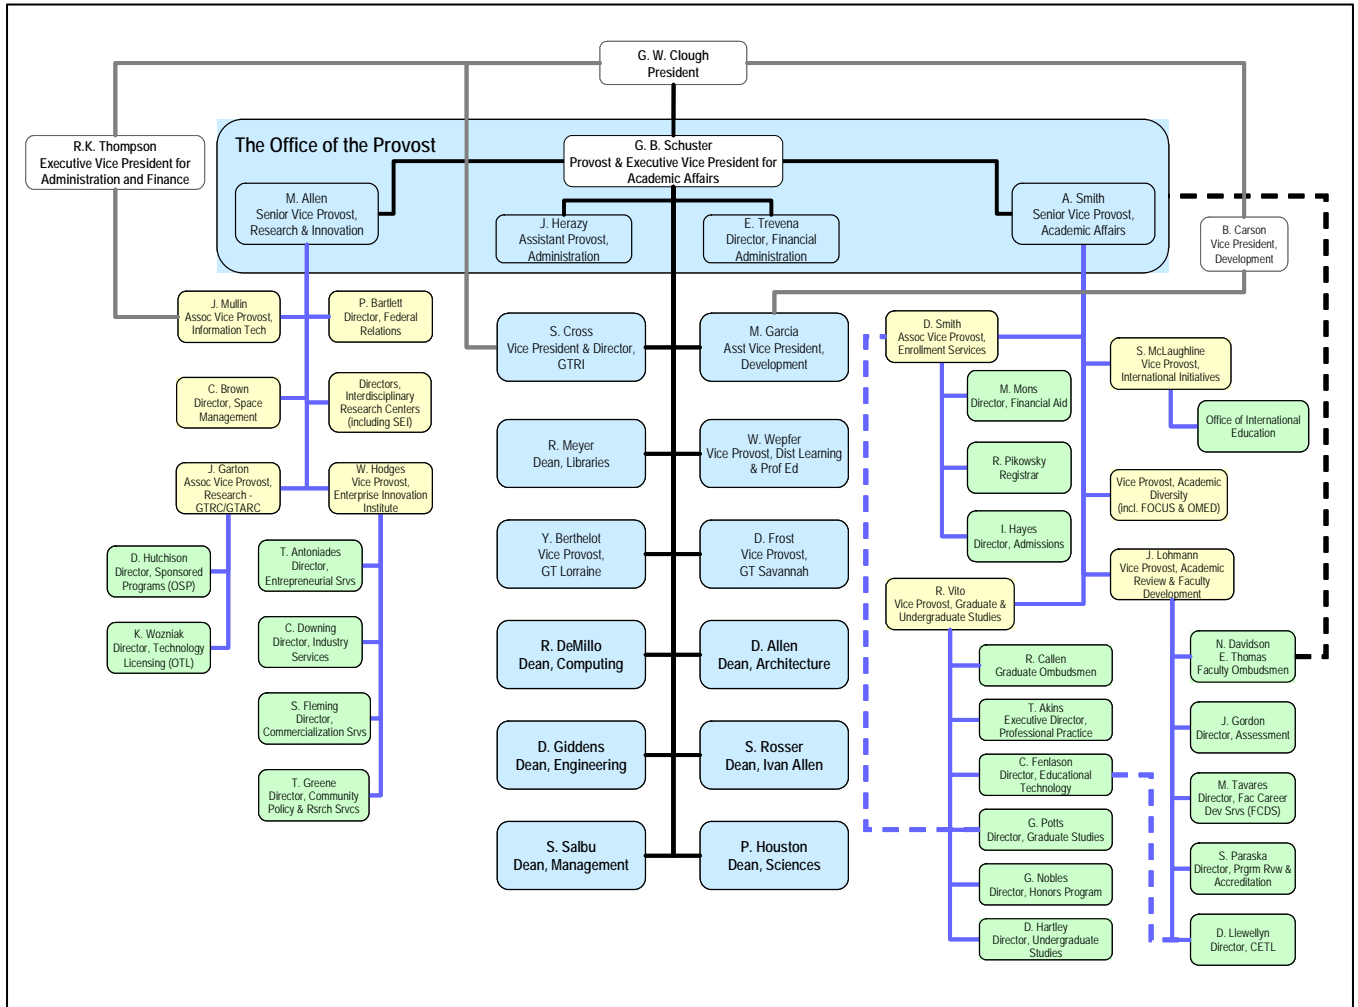 G. W. Clough
President
R.K. Thompson
Executive Vice President for
Administration and Finance
The Office of the Provost
G. B. Schuster
Provost & Executive Vice President for
Academic Affairs
M. Allen
Senior Vice Provost,
Research & Innovation
J. Herazy
Assistant Provost,
Administration
E. Trevena
Director, Financial
Administration
A. Smith
Senior Vice Provost,
Academic Affairs
B. Carson
Vice President,
Development
J. Mullin
Assoc Vice Provost,
Information Tech
P. Bartlett
Director, Federal
Relations
C. Brown
Director, Space
Management
Directors,
Interdisciplinary
Research Centers
(including SEI)
J. Garton
Assoc Vice Provost,
Research -
GTRC/GTARC
W. Hodges
Vice Provost,
Enterprise Innovation
Institute
D. Hutchison
Director, Sponsored
Programs (OSP)
K. Wozniak
Director, Technology
Licensing (OTL)
T. Antoniades
Director,
Entrepreneurial Srvs
C. Downing
Director, Industry
Services
S. Fleming
Director,
Commercialization Srvs
T. Greene
Director, Community
Policy & Rsrch Srvcs
S. Cross
Vice President & Director,
GTRI
M. Garcia
Asst Vice President,
Development
R. Meyer
Dean, Libraries
W. Wepfer
Vice Provost, Dist Learning
& Prof Ed
Y. Berthelot
Vice Provost,
GT Lorraine
D. Frost
Vice Provost,
GT Savannah
R. DeMillo
Dean, Computing
D. Allen
Dean, Architecture
D. Giddens
Dean, Engineering
S. Rosser
Dean, Ivan Allen
S. Salbu
Dean, Management
P. Houston
Dean, Sciences
D. Smith
Assoc Vice Provost,
Enrollment Services
M. Mons
Director, Financial Aid
R. Pikowsky
Registrar
I. Hayes
Director, Admissions
S. McLaughline
Vice Provost,
International Initiatives
Office of International
Education
Vice Provost, Academic
Diversity
(incl. FOCUS & OMED)
J. Lohmann
Vice Provost, Academic
Review & Faculty
Development
R. Vito
Vice Provost, Graduate &
Undergraduate Studies
R. Callen
Graduate Ombudsmen
T. Akins
Executive Director,
Professional Practice
C. Fenlason
Director, Educational
Technology
G. Potts
Director, Graduate Studies
G. Nobles
Director, Honors Program
D. Hartley
Director, Undergraduate
Studies
N. Davidson
E. Thomas
Faculty Ombudsmen
J. Gordon
Director, Assessment
M. Tavares
Director, Fac Career
Dev Srvs (FCDS)
S. Paraska
Director, Prgrm Rvw &
Accreditation
D. Llewellyn
Director, CETL